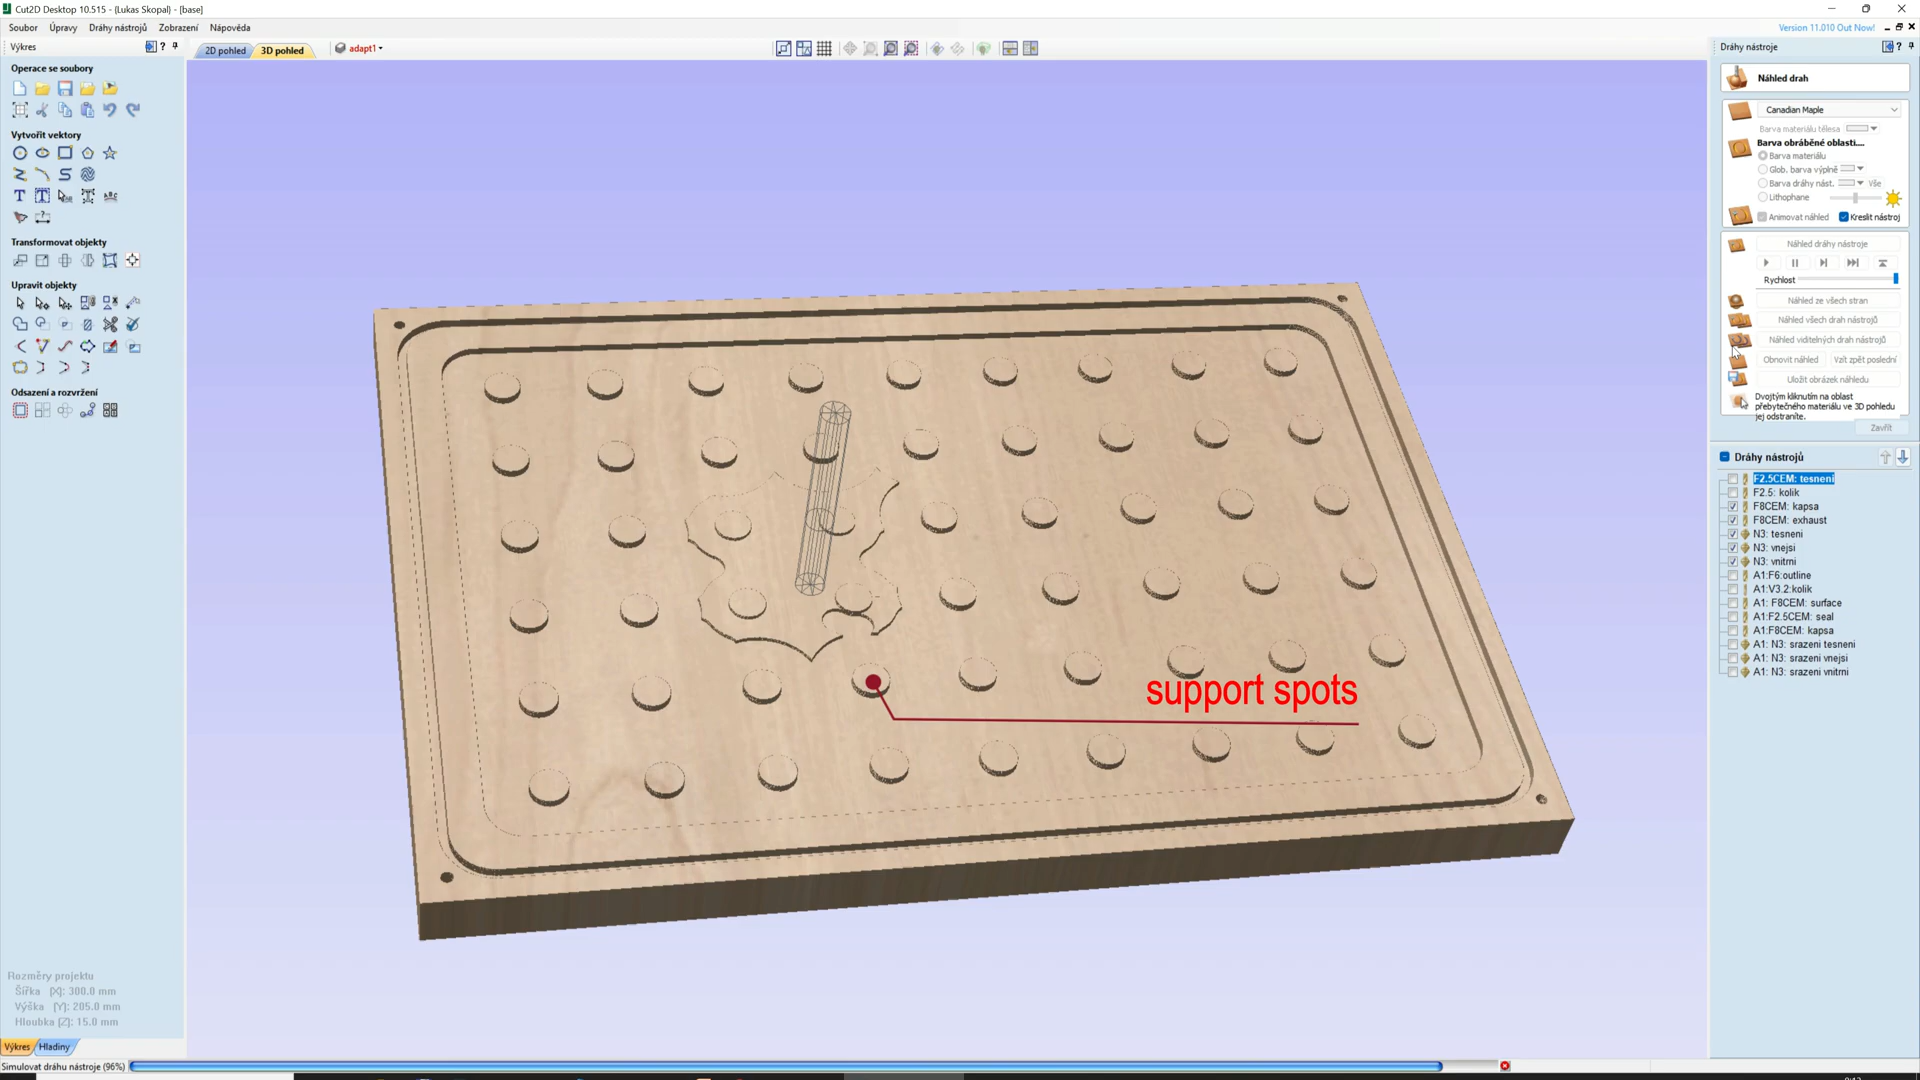 Cut2D Desktop 10.515 - {Lukas Skopal} - [base]
Soubor Úpravy Dráhy nástrojů Zobrazení Nápověda
Version 11.010 Out Now!
Výkres
2D pohled
3D pohled
adapt1
Operace se soubory
Vytvořit vektory
Transformovat objekty
Upravit objekty
Odsazení a rozvržení
Rozměry projektu
Šířka [X]: 300.0 mm
Výška [Y]: 205.0 mm
Hloubka [Z]: 15.0 mm
Výkres
Hladiny
Simulovat dráhu nástroje (96%)
support spots
Dráhy nástroje
Náhled drah
Canadian Maple
Barva materiálu tělesa
Barva obráběné oblasti....
Barva materiálu
Glob. barva výplně
Barva dráhy nást. Vše
Lithophane
Animovat náhled
Kreslit nástroj
Náhled dráhy nástroje
Rychlost
Náhled ze všech stran
Náhled všech drah nástrojů
Náhled viditelných drah nástrojů
Obnovit náhled
Vzít zpět poslední
Uložit obrázek náhledu
Dvojtým kliknutím na oblast
přebytečného materiálu ve 3D pohledu
jej odstraníte.
Zavřít
Dráhy nástrojů
F2.5CEM: tesneni
F2.5: kolik
F8CEM: kapsa
F8CEM: exhaust
N3: tesneni
N3: vnejsi
N3: vnitrni
A1:F6:outline
A1:V3.2:kolik
A1: F8CEM: surface
A1:F2.5CEM: seal
A1:F8CEM: kapsa
A1: N3: srazeni tesneni
A1: N3: srazeni vnejsi
A1: N3: srazeni vnitrni